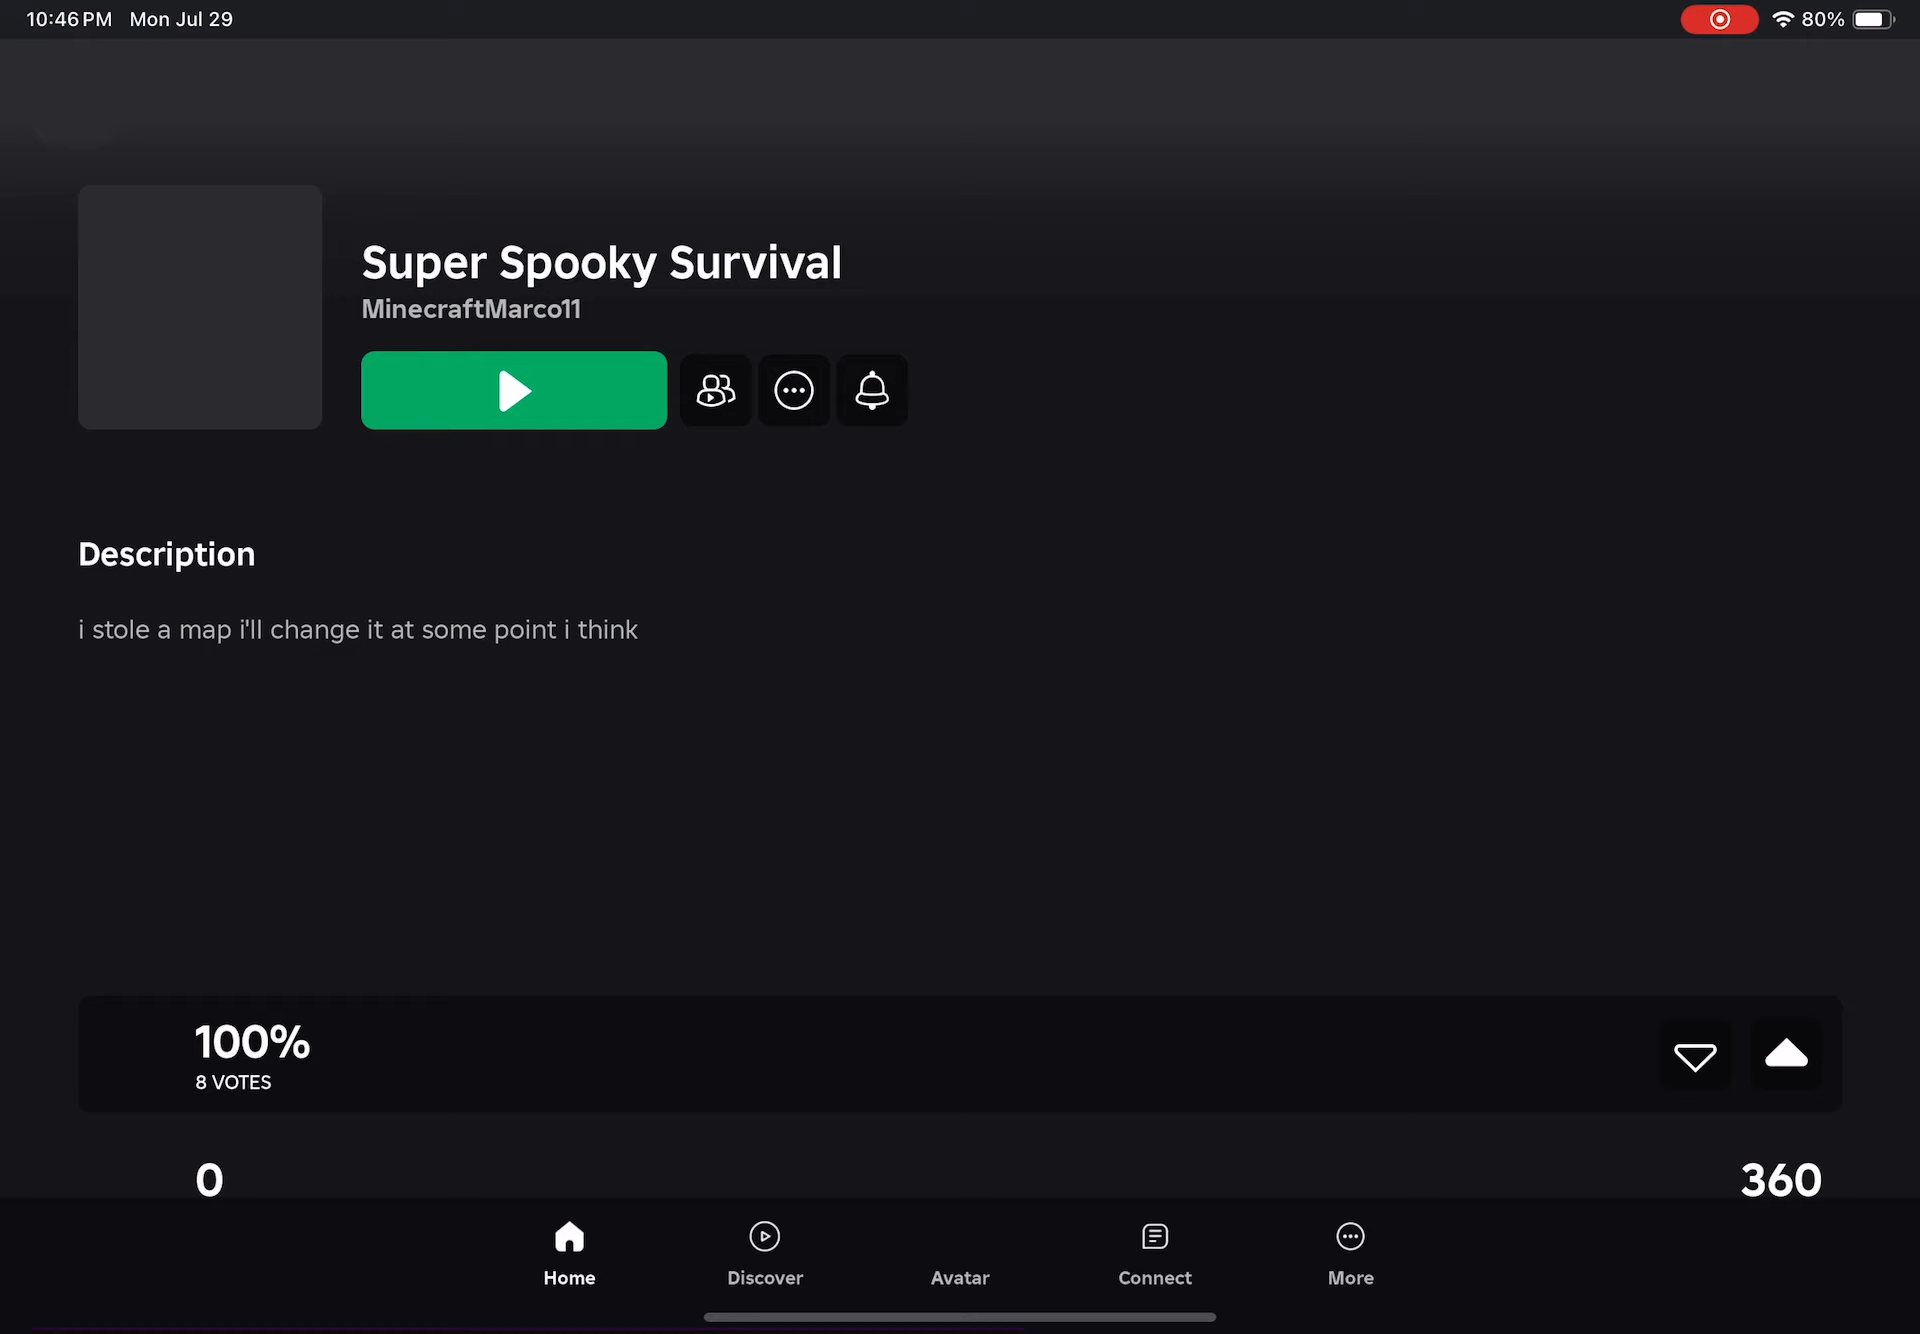 10:46 PM Mon Jul 29
80%
Super Spooky Survival
MinecraftMarco11
Description
i stole a map i'll change it at some point i think
100%
8 VOTES
0
360
Home
Discover
Avatar
Connect
More